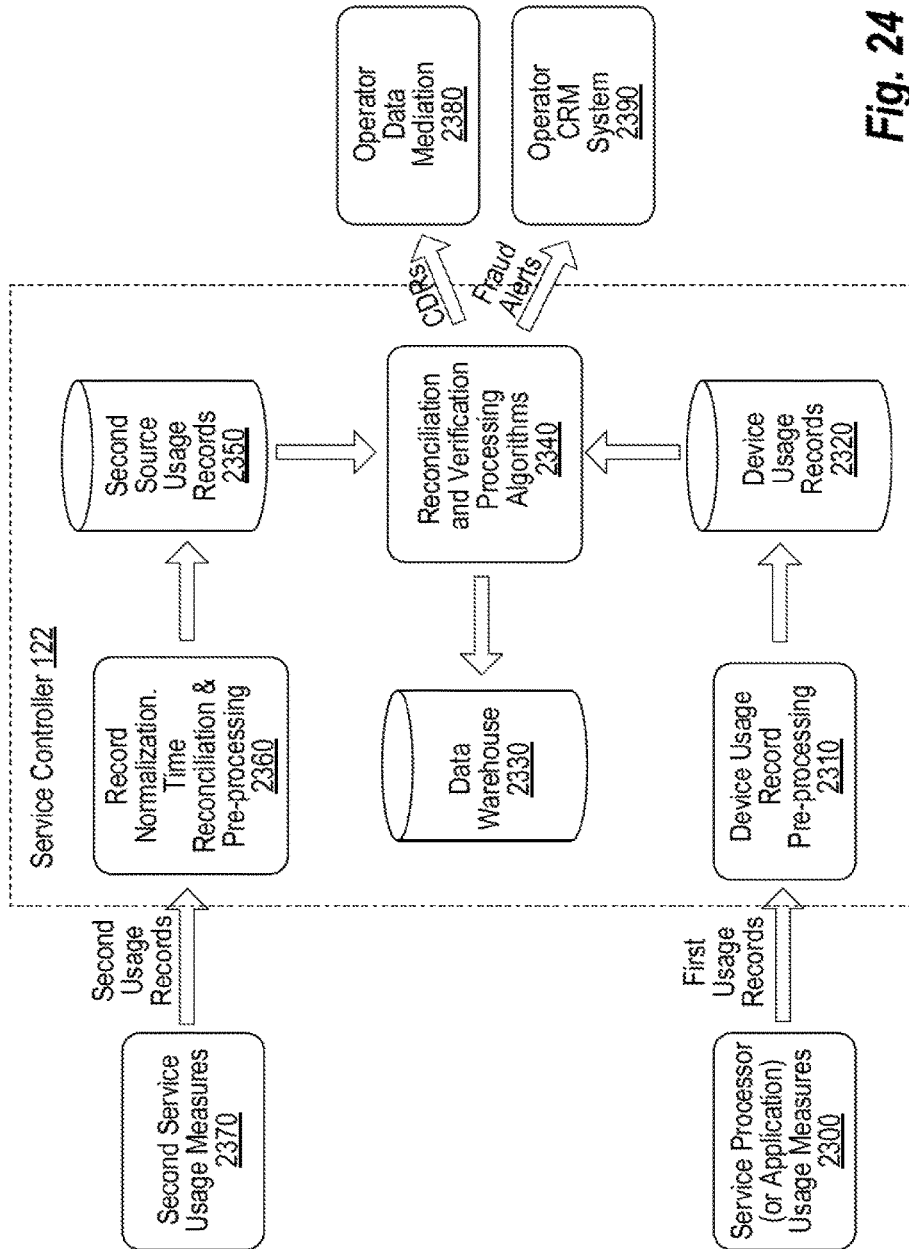 Service Controller 122
Second Service
Usage Measures
2370
Second
Usage
Records
Record
Normalization.
Time
Reconciliation &
Pre-processing
2360
Second
Source
Usage
Records
2350
Data
Warehouse
2330
Reconciliation
and Verification
Processing
Algorithms
2340
CDRs
Fraud
Alerts
Operator
Data
Mediation
2380
Operator
CRM
System
2390
Service Processor
(or Application)
Usage Measures
2300
First
Usage
Records
Device Usage
Record
Pre-processing
2310
Device
Usage
Records
2320
Fig. 24